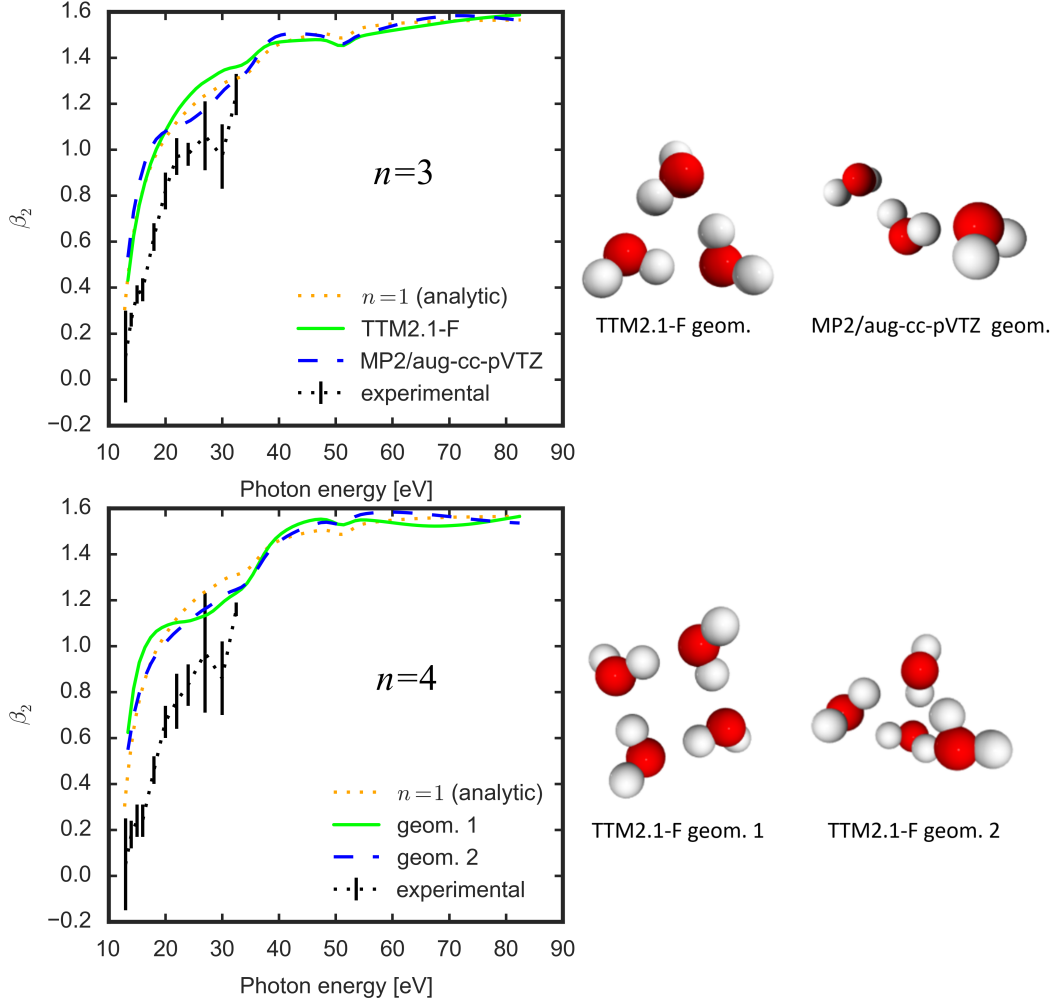 1.6
1.4
1.2
1.0
0.8
0.6
0.4
0.2
0.0
−0.2
β₂
n=3
n=1 (analytic)
TTM2.1-F
MP2/aug-cc-pVTZ
experimental
10 20 30 40 50 60 70 80 90
Photon energy [eV]
TTM2.1-F geom.
MP2/aug-cc-pVTZ geom.
1.6
1.4
1.2
1.0
0.8
0.6
0.4
0.2
0.0
−0.2
β₂
n=4
n=1 (analytic)
geom. 1
geom. 2
experimental
10 20 30 40 50 60 70 80 90
Photon energy [eV]
TTM2.1-F geom. 1
TTM2.1-F geom. 2